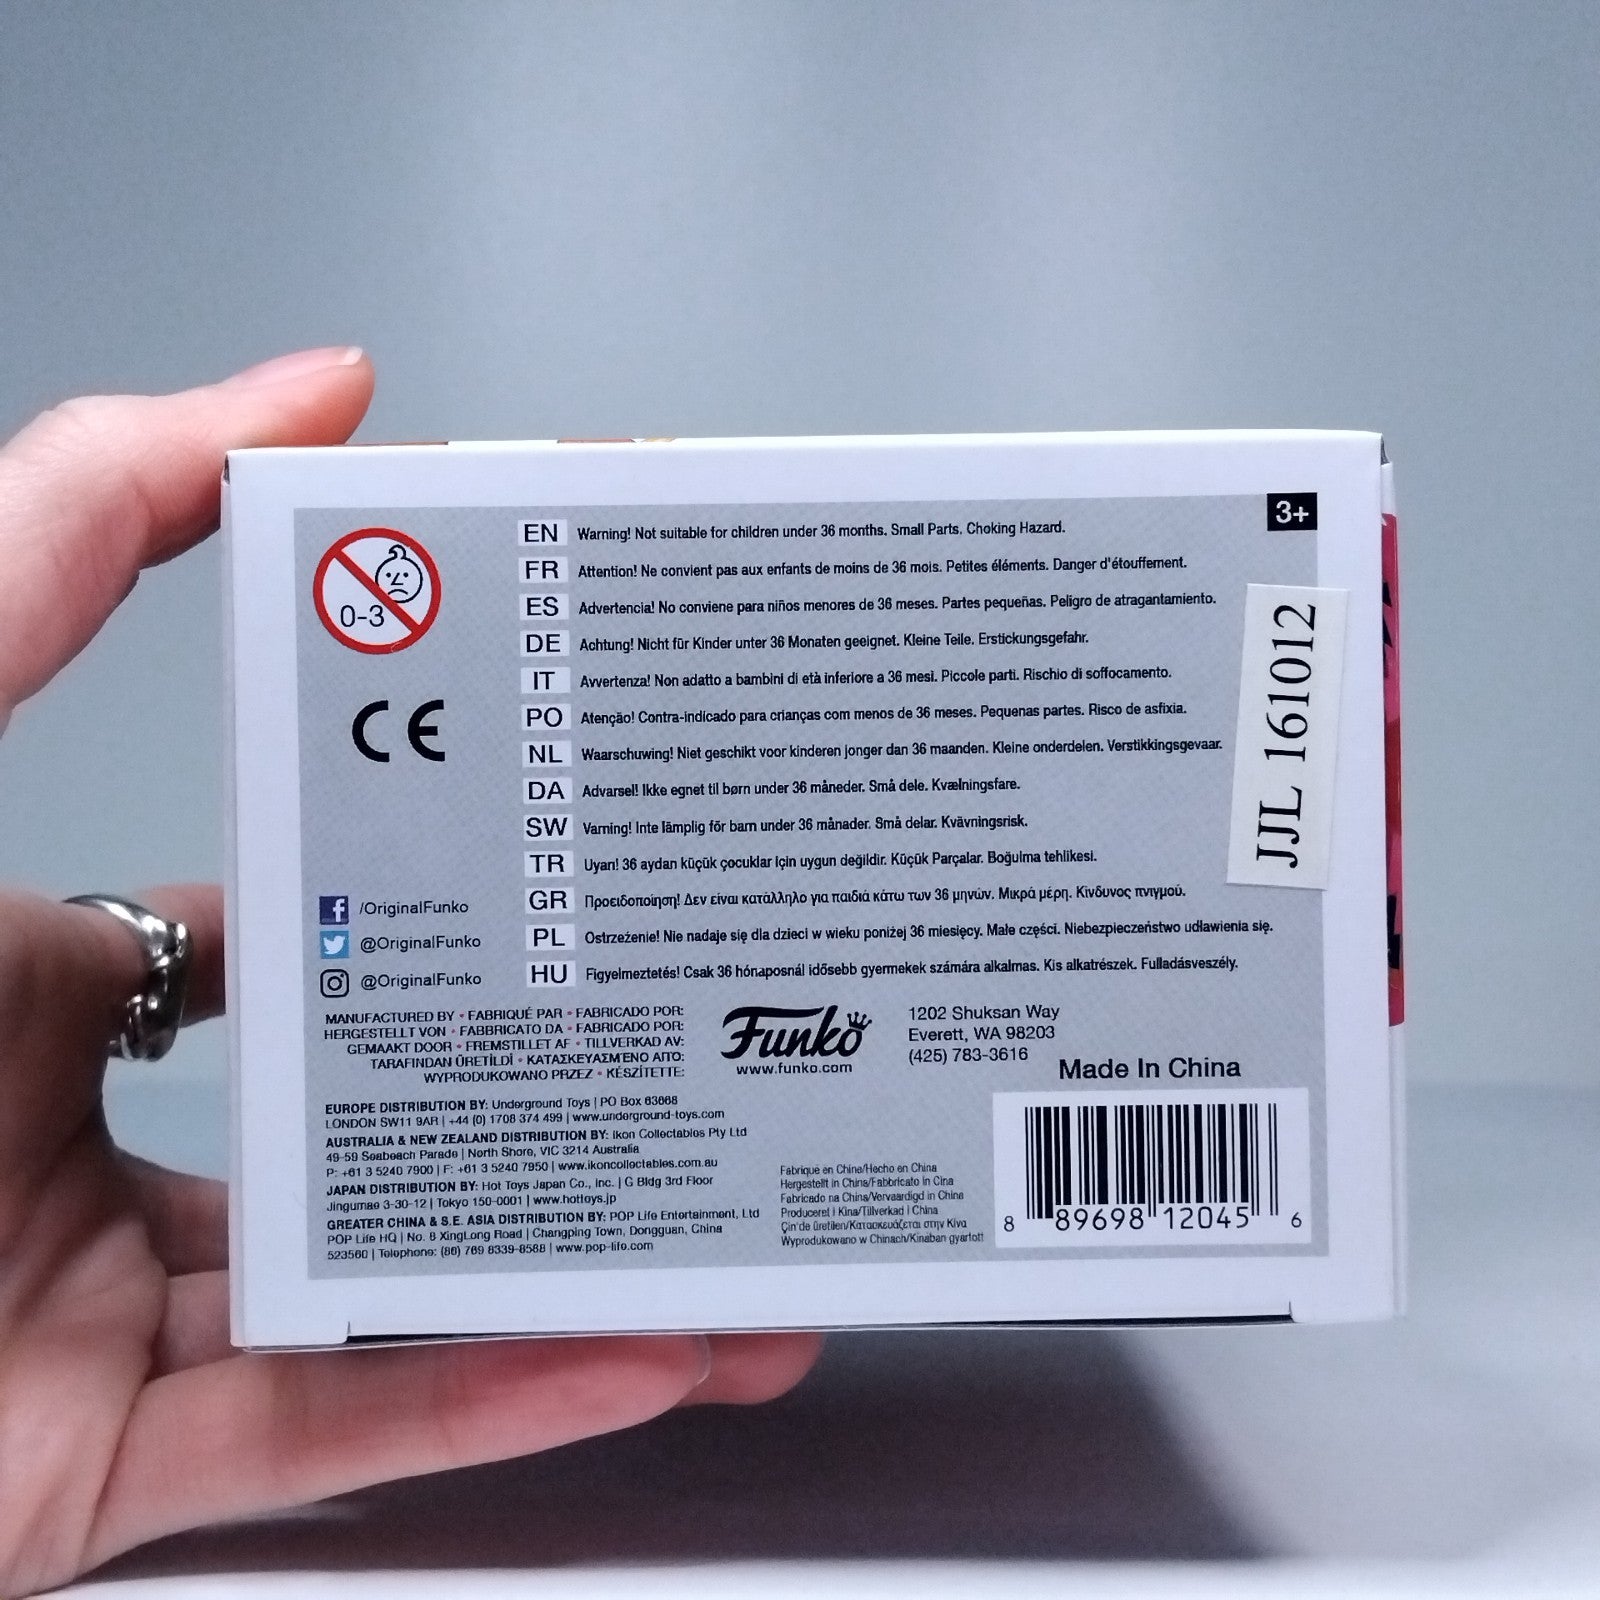 3+
0-3
EN Warning! Not suitable for children under 36 months. Small Parts. Choking Hazard.
FR Attention! Ne convient pas aux enfants de moins de 36 mois. Petites éléments. Danger d'étouffement.
ES Advertencia! No conviene para niños menores de 36 meses. Partes pequeñas. Peligro de atragantamiento.
DE Achtung! Nicht für Kinder unter 36 Monaten geeignet. Kleine Teile. Erstickungsgefahr.
IT Avvertenza! Non adatto a bambini di età inferiore a 36 mesi. Piccole parti. Rischio di soffocamento.
PO Atenção! Contra-indicado para crianças com menos de 36 meses. Pequenas partes. Risco de asfixia.
NL Waarschuwing! Niet geschikt voor kinderen jonger dan 36 maanden. Kleine onderdelen. Verstikkingsgevaar.
DA Advarsel! Ikke egnet til børn under 36 måneder. Små dele. Kvælningsfare.
SW Varning! Inte lämplig för barn under 36 månader. Små delar. Kvävningsrisk.
TR Uyarı! 36 aydan küçük çocuklar için uygun değildir. Küçük Parçalar. Boğulma tehlikesi.
GR Προειδοποίηση! Δεν είναι κατάλληλο για παιδιά κάτω των 36 μηνών. Μικρά μέρη. Κίνδυνος πνιγμού.
PL Ostrzeżenie! Nie nadaje się dla dzieci w wieku poniżej 36 miesięcy. Małe części. Niebezpieczeństwo udławienia się.
HU Figyelmeztetés! Csak 36 hónaposnál idősebb gyermekek számára alkalmas. Kis alkatrészek. Fulladásveszély.
CE
JJL 161012
/OriginalFunko
@OriginalFunko
@OriginalFunko
MANUFACTURED BY • FABRIQUÉ PAR • FABRICADO POR:
HERGESTELLT VON • FABBRICATO DA • FABRICADO POR:
GEMAAKT DOOR • FREMSTILLET AF • TILLVERKAD AV:
TARAFINDAN ÜRETİLDİ • ΚΑΤΑΣΚΕΥΑΣΜΈΝΟ ΑΠΌ:
WYPRODUKOWANO PRZEZ • KÉSZÍTETTE:
Funko
www.funko.com
1202 Shuksan Way
Everett, WA 98203
(425) 783-3616
Made In China
EUROPE DISTRIBUTION BY: Underground Toys | PO Box 63668
LONDON SW11 9AR | +44 (0) 1708 374 499 | www.underground-toys.com
AUSTRALIA & NEW ZEALAND DISTRIBUTION BY: Ikon Collectables Pty Ltd
49-59 Seabeach Parade | North Shore, VIC 3214 Australia
P: +61 3 5240 7900 | F: +61 3 5240 7950 | www.ikoncollectables.com.au
JAPAN DISTRIBUTION BY: Hot Toys Japan Co., Inc. | G Bldg 3rd Floor
Jingumae 3-30-12 | Tokyo 150-0001 | www.hottoys.jp
GREATER CHINA & S.E. ASIA DISTRIBUTION BY: POP Life Entertainment, Ltd
POP Life HQ | No. 8 XingLong Road | Changping Town, Dongguan, China
523560 | Telephone: (86) 769 8339-8588 | www.pop-life.com
Fabriqué en China/Hecho en China
Hergestellt in China/Fabbricato in Cina
Fabricado na China/Vervaardigd in China
Produceret i Kina/Tillverkad i China
Çin'de üretilen/Κατασκευάζεται στην Κίνα
Wyprodukowano w Chinach/Kínában gyártott
8 89698 12045 6